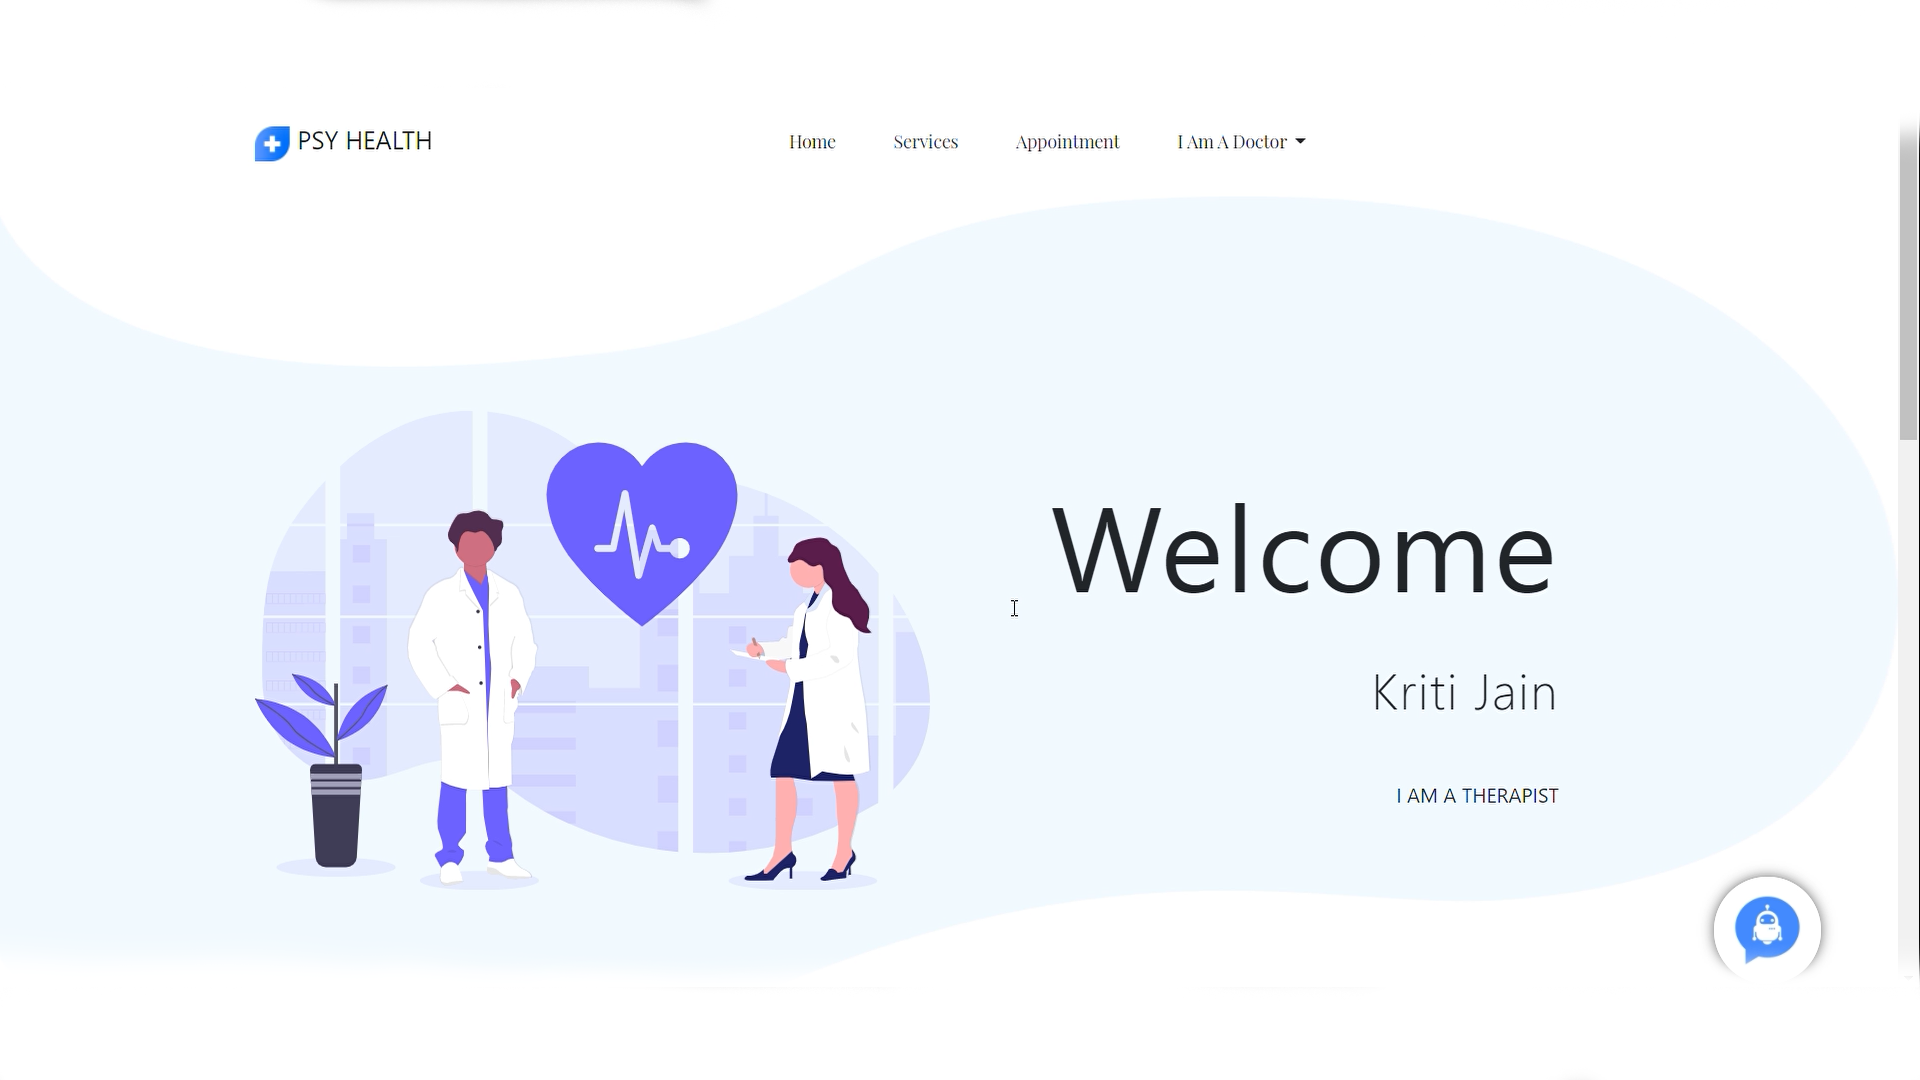 PSY HEALTH
Home Services Appointment I Am A Doctor
Welcome
Kriti Jain
I AM A THERAPIST